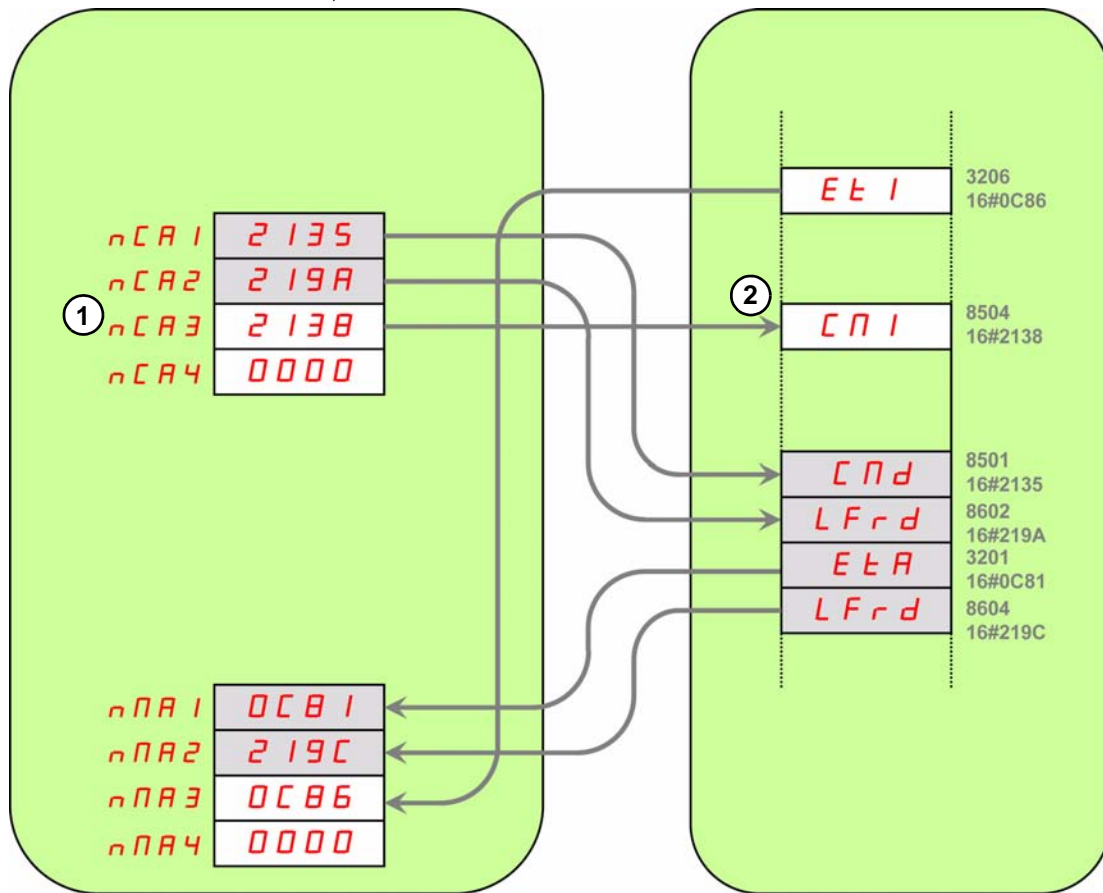 EtI
3206
16#0C86
nCA1 2135
nCA2 219A
1 nCA3 2138
nCA4 0000
2
CMI
8504
16#2138
CMd
8501
16#2135
LFrd
8602
16#219A
EtA
3201
16#0C81
LFrd
8604
16#219C
nMA1 0C81
nMA2 219C
nMA3 0C86
nMA4 0000